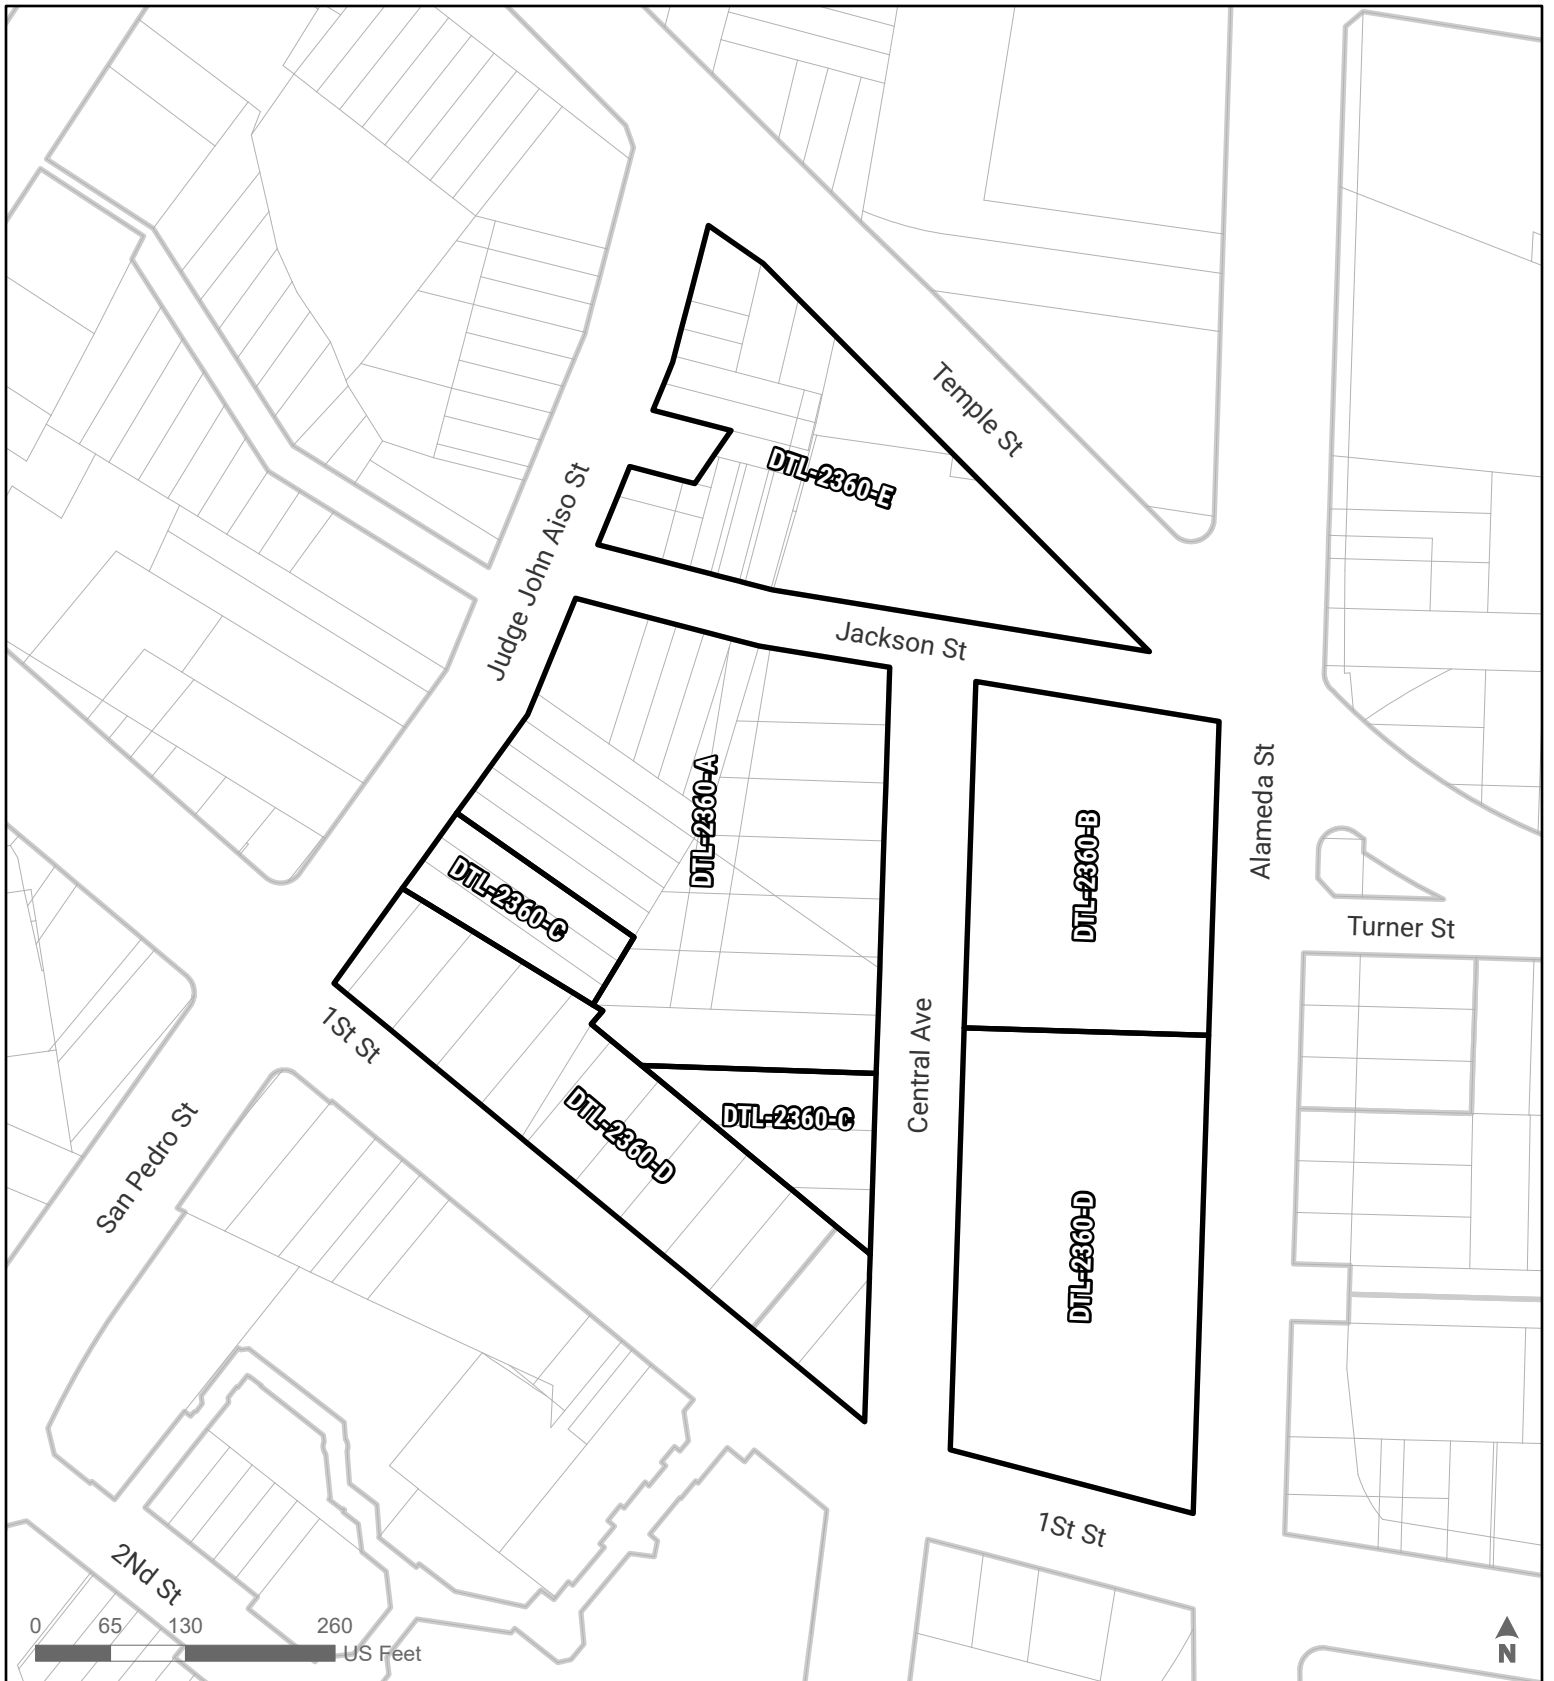 Temple St
DTL-2360-E
Judge John Aiso St
Jackson St
DTL-2360-A
DTL-2360-B
Alameda St
DTL-2360-C
Turner St
1St St
Central Ave
DTL-2360-C
DTL-2360-D
San Pedro St
DTL-2360-D
1St St
2Nd St
0 65 130 260
US Feet
N